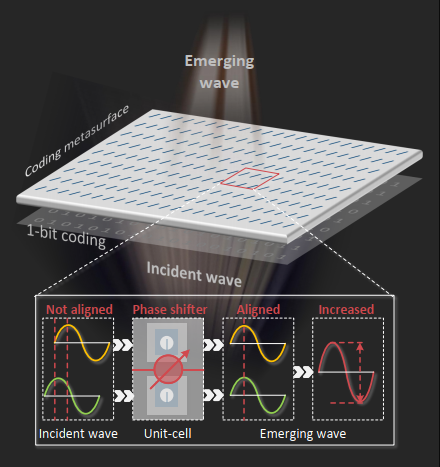 Emerging
wave
Coding metasurface
1-bit coding
Incident wave
Not aligned
Phase shifter
Aligned
Increased
Incident wave
Unit-cell
Emerging wave